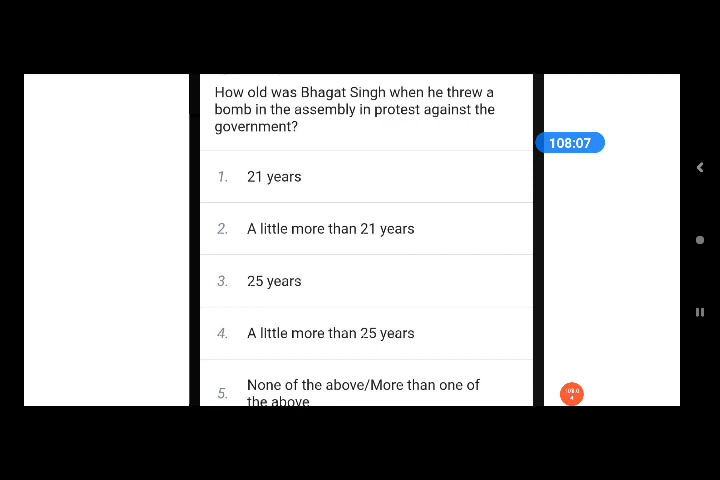 How old was Bhagat Singh when he threw a
bomb in the assembly in protest against the
government?
108:07
1. 21 years
2. A little more than 21 years
3. 25 years
4. A little more than 25 years
5. None of the above/More than one of
the above